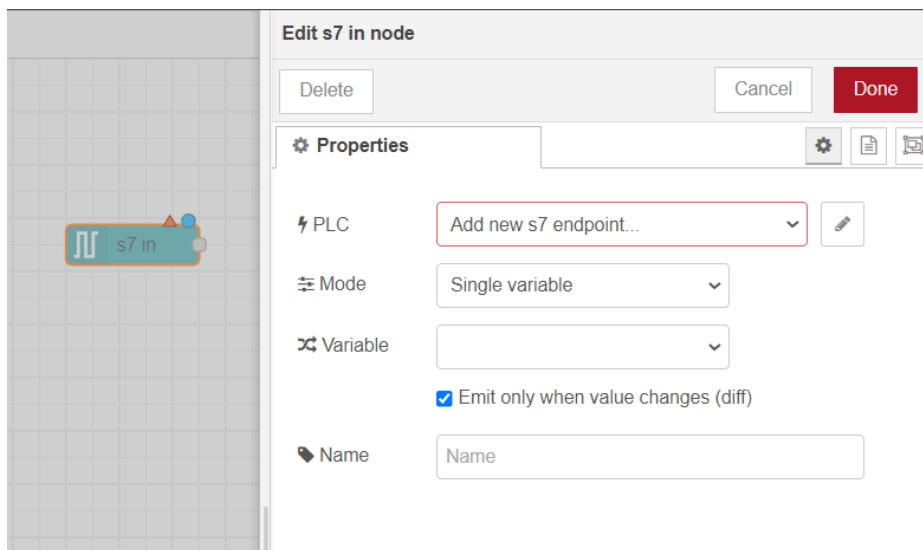 Edit s7 in node
Delete
Cancel
Done
Properties
s7 in
PLC
Add new s7 endpoint...
Mode
Single variable
Variable
Emit only when value changes (diff)
Name
Name